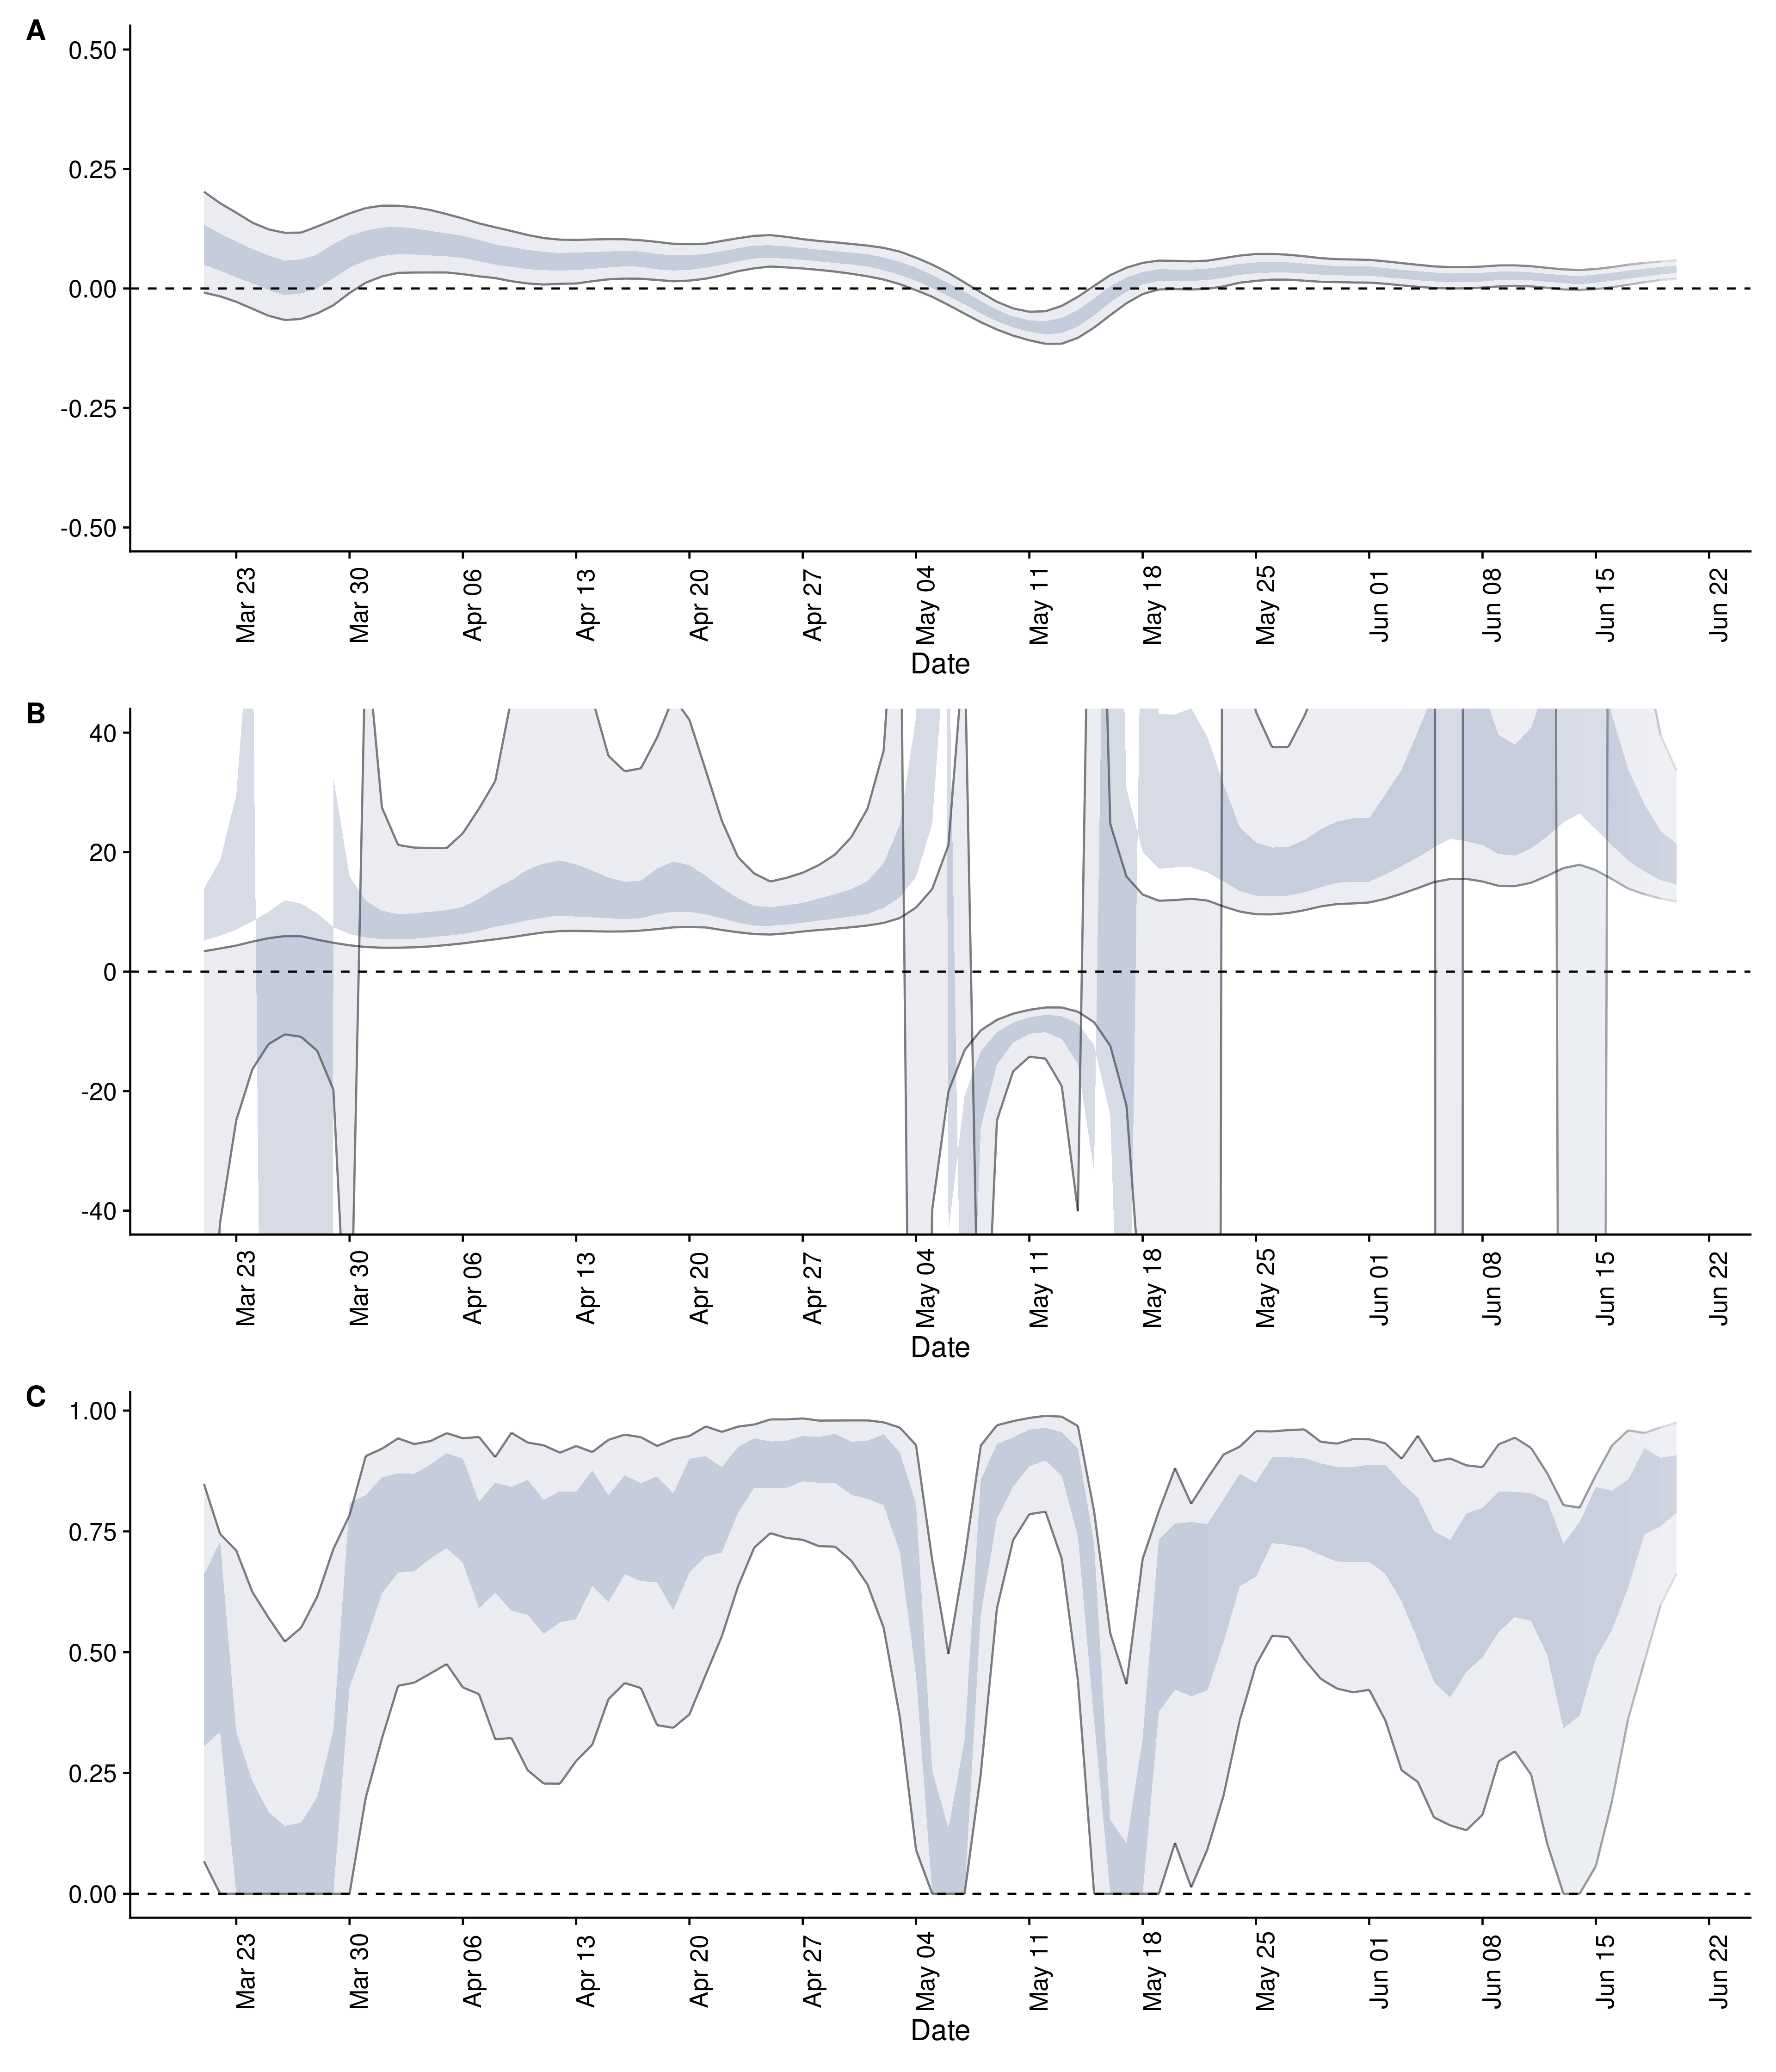 A
0.50
0.25
0.00
-0.25
-0.50
Mar 23
Mar 30
Apr 06
Apr 13
Apr 20
Apr 27
May 04
May 11
May 18
May 25
Jun 01
Jun 08
Jun 15
Jun 22
Date
B
40
20
0
-20
-40
Mar 23
Mar 30
Apr 06
Apr 13
Apr 20
Apr 27
May 04
May 11
May 18
May 25
Jun 01
Jun 08
Jun 15
Jun 22
Date
C
1.00
0.75
0.50
0.25
0.00
Mar 23
Mar 30
Apr 06
Apr 13
Apr 20
Apr 27
May 04
May 11
May 18
May 25
Jun 01
Jun 08
Jun 15
Jun 22
Date